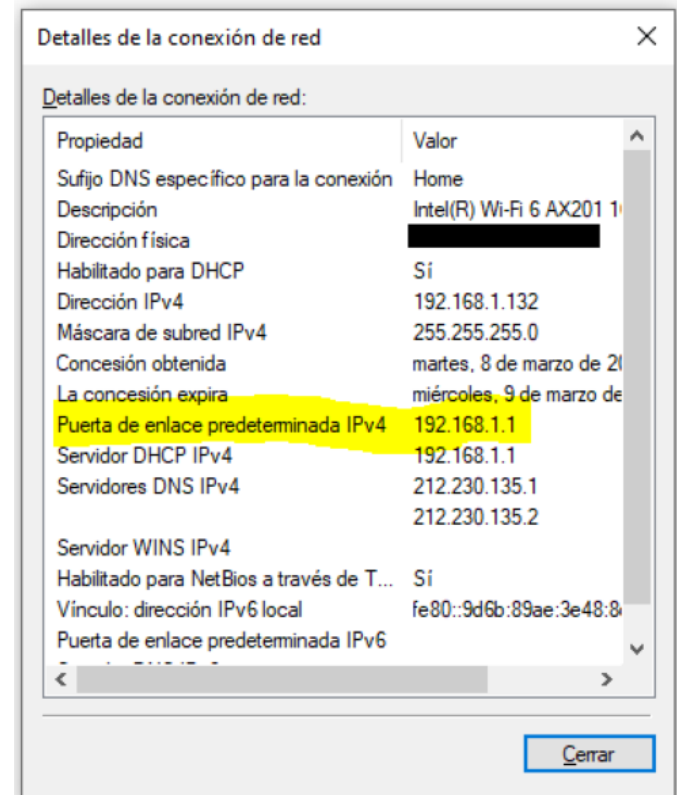 Detalles de la conexión de red
Detalles de la conexión de red:
Propiedad Valor
Sufijo DNS específico para la conexión Home
Descripción Intel(R) Wi-Fi 6 AX201
Dirección física
Habilitado para DHCP Sí
Dirección IPv4 192.168.1.132
Máscara de subred IPv4 255.255.255.0
Concesión obtenida martes, 8 de marzo de
La concesión expira miércoles, 9 de marzo de
Puerta de enlace predeterminada IPv4 192.168.1.1
Servidor DHCP IPv4 192.168.1.1
Servidores DNS IPv4 212.230.135.1
212.230.135.2
Servidor WINS IPv4
Habilitado para NetBios a través de T... Sí
Vínculo: dirección IPv6 local fe80::9d6b:89ae:3e48:8
Puerta de enlace predeterminada IPv6
Cerrar